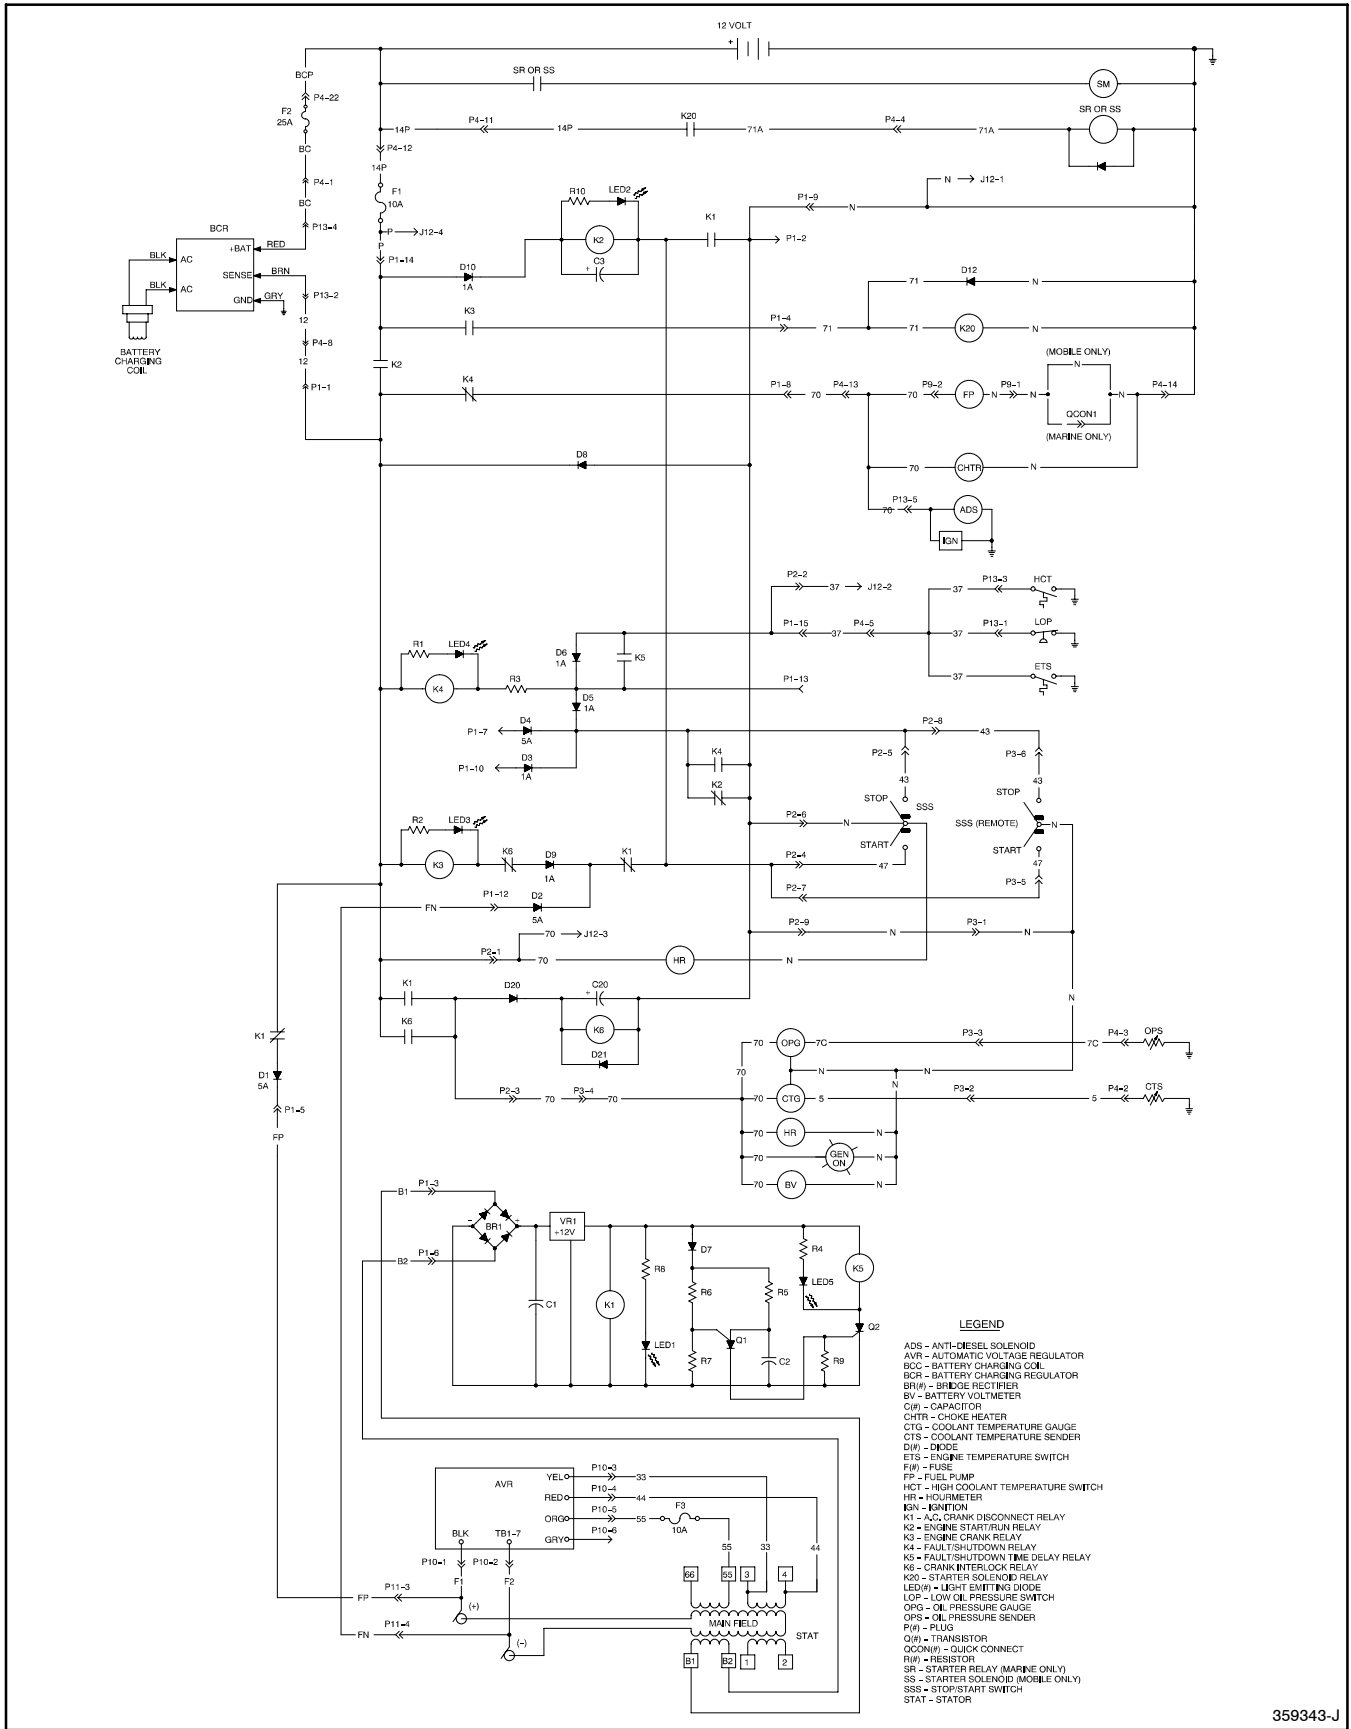 12 VOLT
+
BCP
P4-22
F2
25A
BC
P4-1
BC
P13-4
SR OR SS
SM
SR OR SS
14P
P4-11
14P
K20
71A
P4-4
71A
P4-12
14P
F1
10A
P
J12-4
P
P1-14
R10
LED2
K2
C3
+
K1
P1-9
N
N
J12-1
P1-2
BCR
+BAT
RED
BLK
AC
SENSE
BRN
BLK
AC
GND
GRY
P13-2
12
P4-8
12
P1-1
BATTERY
CHARGING
COIL
D10
1A
71
D12
N
K3
P1-4
71
71
K20
N
K2
K4
P1-8
70
P4-13
70
P9-2
FP
N
P9-1
N
(MOBILE ONLY)
N
N
P4-14
QCON1
(MARINE ONLY)
D8
70
CHTR
N
P13-5
70
ADS
IGN
P2-2
37
J12-2
37
P13-3
HCT
P1-15
37
P4-5
37
P13-1
LOP
37
ETS
R1
LED4
K4
R3
D6
1A
K5
P1-13
D5
1A
P1-7
D4
5A
P1-10
D3
1A
K4
K2
P2-8
43
P2-5
43
P3-6
43
STOP
SSS
START
STOP
SSS (REMOTE)
N
START
P2-6
N
P2-4
47
47
P3-5
P2-7
R2
LED3
K3
K6
D9
1A
K1
FN
P1-12
D2
5A
P2-9
N
P3-1
N
70
J12-3
P2-1
70
HR
N
K1
K6
D20
C20
+
K6
D21
N
K1
D1
5A
P1-5
FP
70
OPG
7C
P3-3
7C
P4-3
OPS
70
N
N
P2-3
70
P3-4
70
70
CTG
5
N
P3-2
5
P4-2
CTS
70
HR
N
70
GEN
ON
N
70
BV
N
B1
P1-3
B2
P1-6
-
BR1
+
VR1
+12V
C1
K1
R8
LED1
D7
R6
R7
R5
Q1
C2
R4
LED5
R9
K5
Q2
AVR
YEL
RED
ORG
GRY
BLK
TB1-7
P10-3
33
P10-4
44
P10-5
55
P10-6
F3
10A
P10-1
P10-2
F1
F2
55
33
44
FP
P11-3
(+)
FN
P11-4
(-)
66
55
3
4
MAIN FIELD
STAT
B1
B2
1
2
LEGEND
ADS - ANTI-DIESEL SOLENOID
AVR - AUTOMATIC VOLTAGE REGULATOR
BCC - BATTERY CHARGING COIL
BCR - BATTERY CHARGING REGULATOR
BR(#) - BRIDGE RECTIFIER
BV - BATTERY VOLTMETER
C(#) - CAPACITOR
CHTR - CHOKE HEATER
CTG - COOLANT TEMPERATURE GAUGE
CTS - COOLANT TEMPERATURE SENDER
D(#) - DIODE
ETS - ENGINE TEMPERATURE SWITCH
F(#) - FUSE
FP - FUEL PUMP
HCT - HIGH COOLANT TEMPERATURE SWITCH
HR - HOURMETER
IGN - IGNITION
K1 - A.C. CRANK DISCONNECT RELAY
K2 - ENGINE START/RUN RELAY
K3 - ENGINE CRANK RELAY
K4 - FAULT/SHUTDOWN RELAY
K5 - FAULT/SHUTDOWN TIME DELAY RELAY
K6 - CRANK INTERLOCK RELAY
K20 - STARTER SOLENOID RELAY
LED(#) - LIGHT EMITTING DIODE
LOP - LOW OIL PRESSURE SWITCH
OPG - OIL PRESSURE GAUGE
OPS - OIL PRESSURE SENDER
P(#) - PLUG
Q(#) - TRANSISTOR
QCON(#) - QUICK CONNECT
R(#) - RESISTOR
SR - STARTER RELAY (MARINE ONLY)
SS - STARTER SOLENOID (MOBILE ONLY)
SSS - STOP/START SWITCH
STAT - STATOR
359343-J